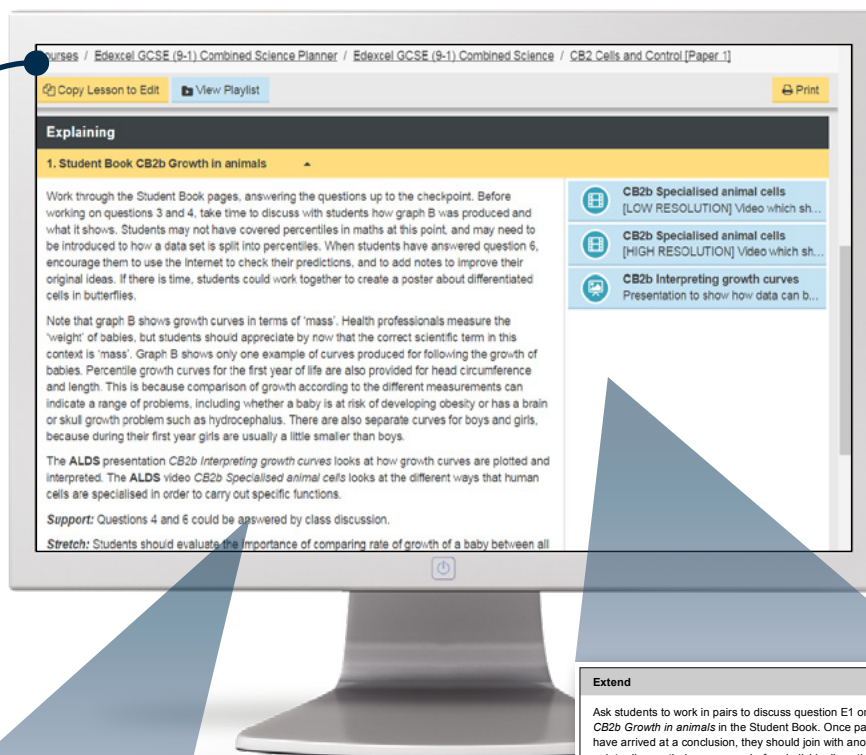 courses / Edexcel GCSE (9-1) Combined Science Planner / Edexcel GCSE (9-1) Combined Science / CB2 Cells and Control [Paper 1]
Copy Lesson to Edit View Playlist Print
Explaining
1. Student Book CB2b Growth in animals
Work through the Student Book pages, answering the questions up to the checkpoint. Before
working on questions 3 and 4, take time to discuss with students how graph B was produced and
what it shows. Students may not have covered percentiles in maths at this point, and may need to
be introduced to how a data set is split into percentiles. When students have answered question 6,
encourage them to use the Internet to check their predictions, and to add notes to improve their
original ideas. If there is time, students could work together to create a poster about differentiated
cells in butterflies.
Note that graph B shows growth curves in terms of 'mass'. Health professionals measure the
'weight' of babies, but students should appreciate by now that the correct scientific term in this
context is 'mass'. Graph B shows only one example of curves produced for following the growth of
babies. Percentile growth curves for the first year of life are also provided for head circumference
and length. This is because comparison of growth according to the different measurements can
indicate a range of problems, including whether a baby is at risk of developing obesity or has a brain
or skull growth problem such as hydrocephalus. There are also separate curves for boys and girls,
because during their first year girls are usually a little smaller than boys.
The ALDS presentation CB2b Interpreting growth curves looks at how growth curves are plotted and
interpreted. The ALDS video CB2b Specialised animal cells looks at the different ways that human
cells are specialised in order to carry out specific functions.
Support: Questions 4 and 6 could be answered by class discussion.
Stretch: Students should evaluate the importance of comparing rate of growth of a baby between all
CB2b Specialised animal cells
[LOW RESOLUTION] Video which sh...
CB2b Specialised animal cells
[HIGH RESOLUTION] Video which sh...
CB2b Interpreting growth curves
Presentation to show how data can b...
Extend
Ask students to work in pairs to discuss question E1 on
CB2b Growth in animals in the Student Book. Once pa
have arrived at a conclusion, they should join with ano